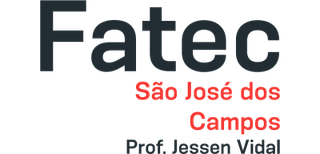 Fatec
São José dos
Campos
Prof. Jessen Vidal